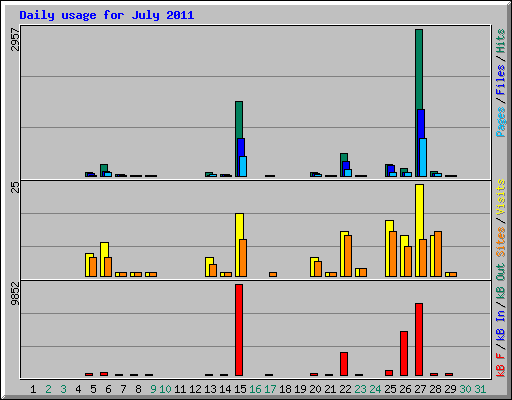 Daily usage for July 2011
2957
25
9852
Pages / Files / Hits
Sites / Visits
kB F / kB In / kB Out
1 2 3 4 5 6 7 8 9 10 11 12 13 14 15 16 17 18 19 20 21 22 23 24 25 26 27 28 29 30 31